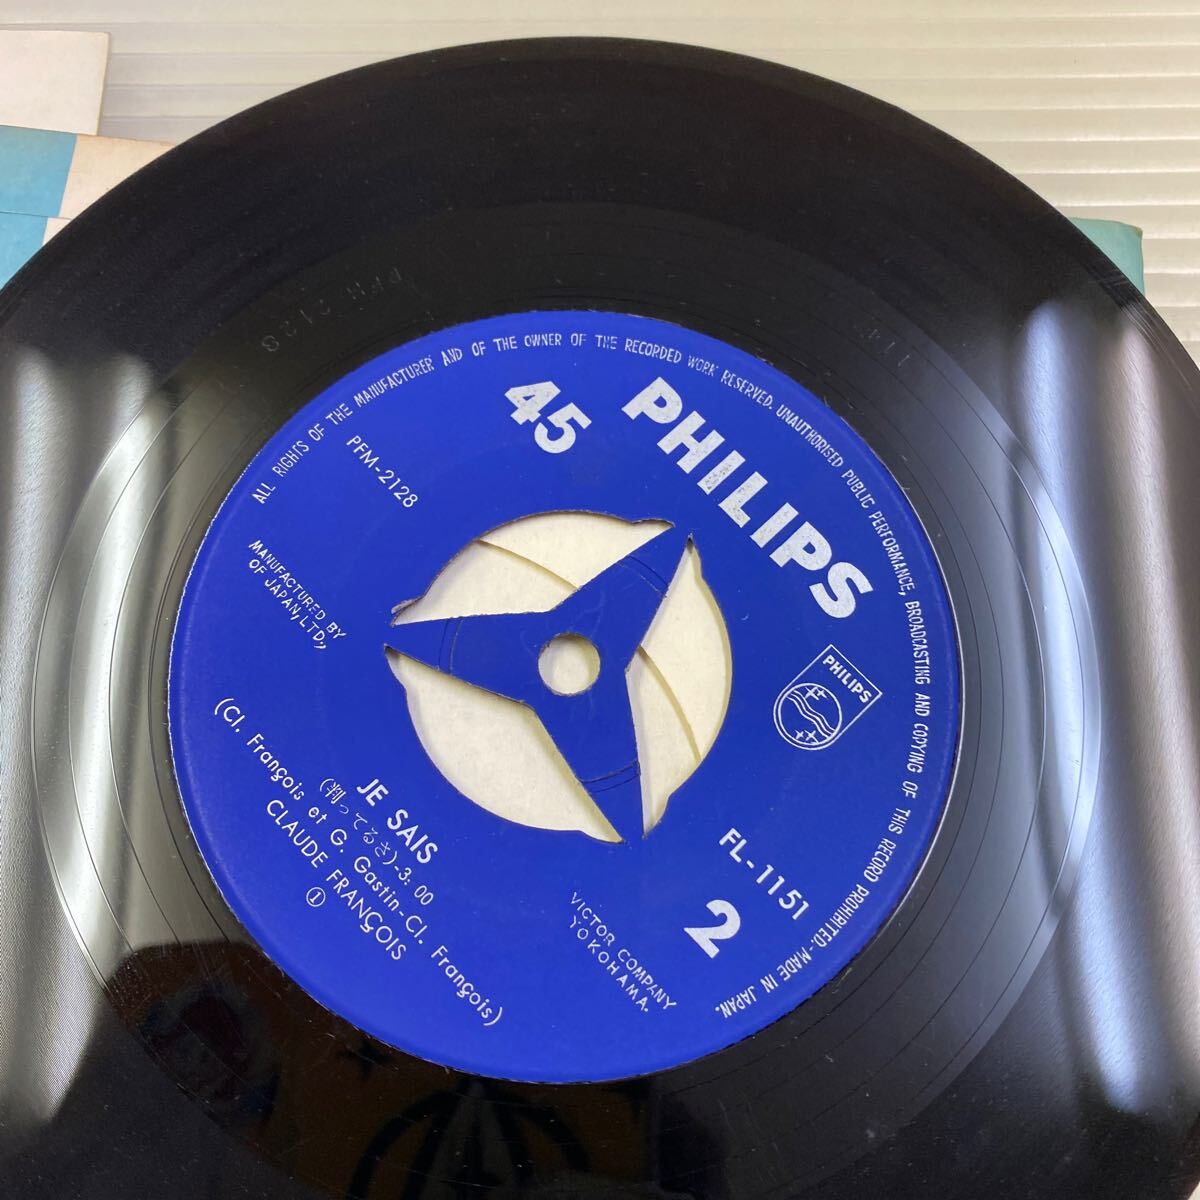 ALL RIGHTS OF THE MANUFACTURER AND OF THE OWNER OF THE RECORDED WORK RESERVED. UNAUTHORISED PUBLIC PERFORMANCE, BROADCASTING AND COPYING OF THIS RECORD PROHIBITED-MADE IN JAPAN.
45
PHILIPS
PFM-2128
PHILIPS
MANUFACTURED BY
OF JAPAN, LTD.,
VICTOR COMPANY
YOKOHAMA.
FL-1151
2
JE SAIS
(判ってるさ)-3:00
(Cl. François et G. Gastin-Cl. François)
CLAUDE FRANÇOIS
①
PFM 2128